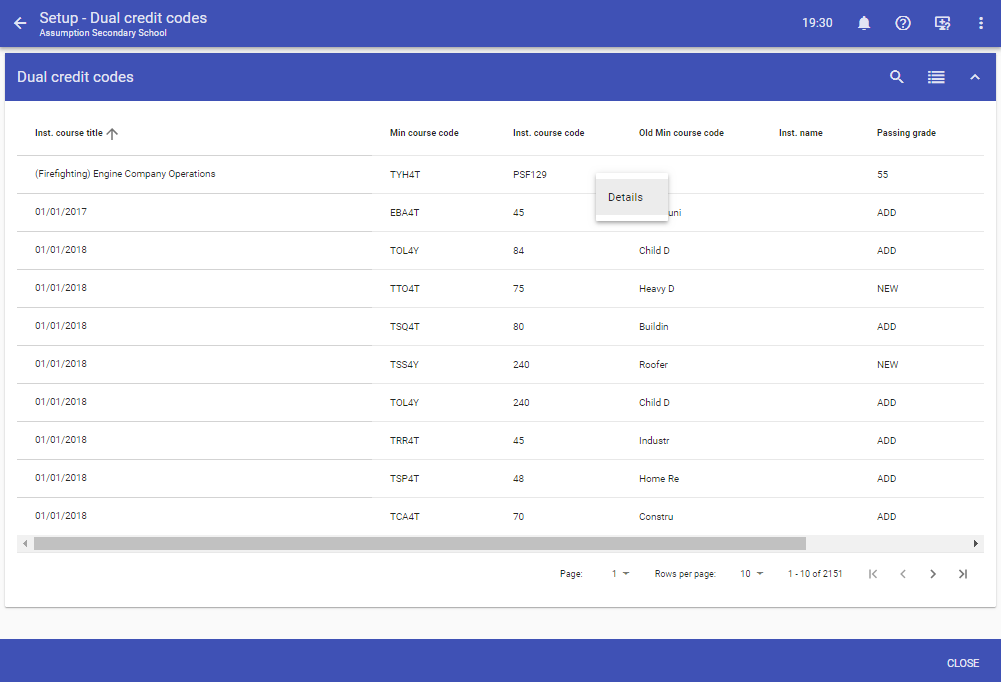 Setup - Dual credit codes
Assumption Secondary School
19:30
Dual credit codes
Inst. course title Min course code Inst. course code Old Min course code Inst. name Passing grade
(Firefighting) Engine Company Operations TYH4T PSF129 55
Details
01/01/2017 EBA4T 45 uni ADD
01/01/2018 TOL4Y 84 Child D ADD
01/01/2018 TTO4T 75 Heavy D NEW
01/01/2018 TSQ4T 80 Buildin ADD
01/01/2018 TSS4Y 240 Roofer NEW
01/01/2018 TOL4Y 240 Child D ADD
01/01/2018 TRR4T 45 Industr ADD
01/01/2018 TSP4T 48 Home Re ADD
01/01/2018 TCA4T 70 Constru ADD
Page: 1 Rows per page: 10 1 - 10 of 2151
CLOSE